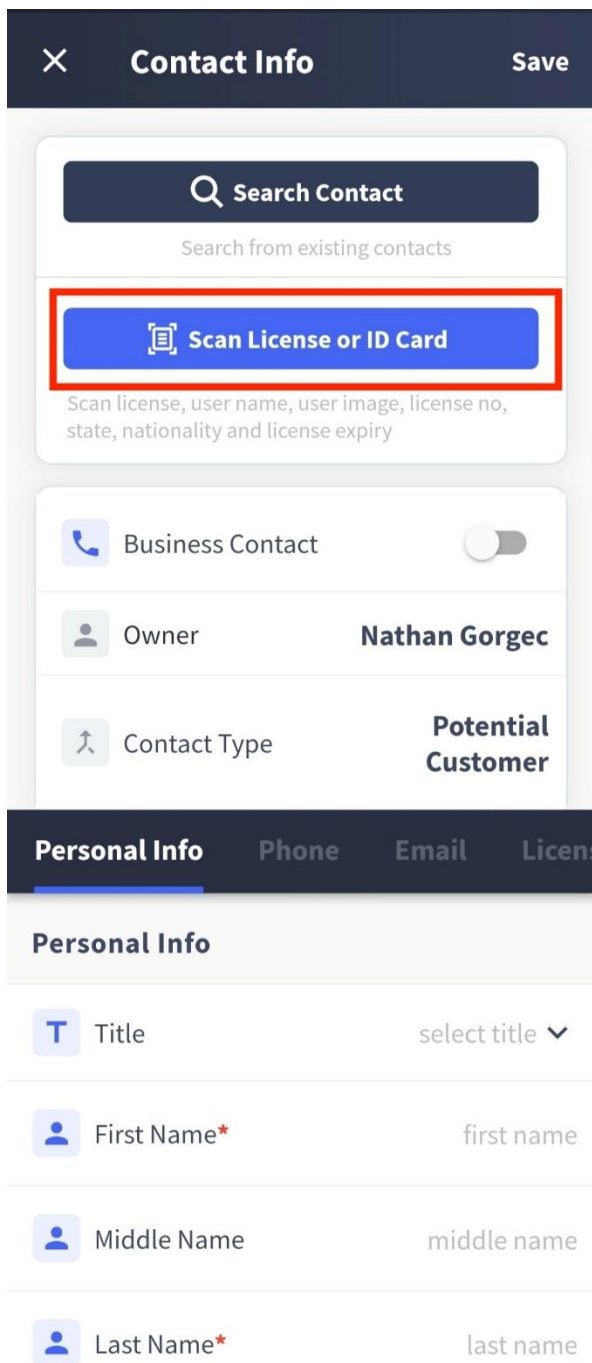 Contact Info Save
Search Contact
Search from existing contacts
Scan License or ID Card
Scan license, user name, user image, license no,
state, nationality and license expiry
Business Contact
Owner Nathan Gorgec
Contact Type Potential
Customer
Personal Info Phone Email Licen
Personal Info
T Title select title
First Name* first name
Middle Name middle name
Last Name* last name